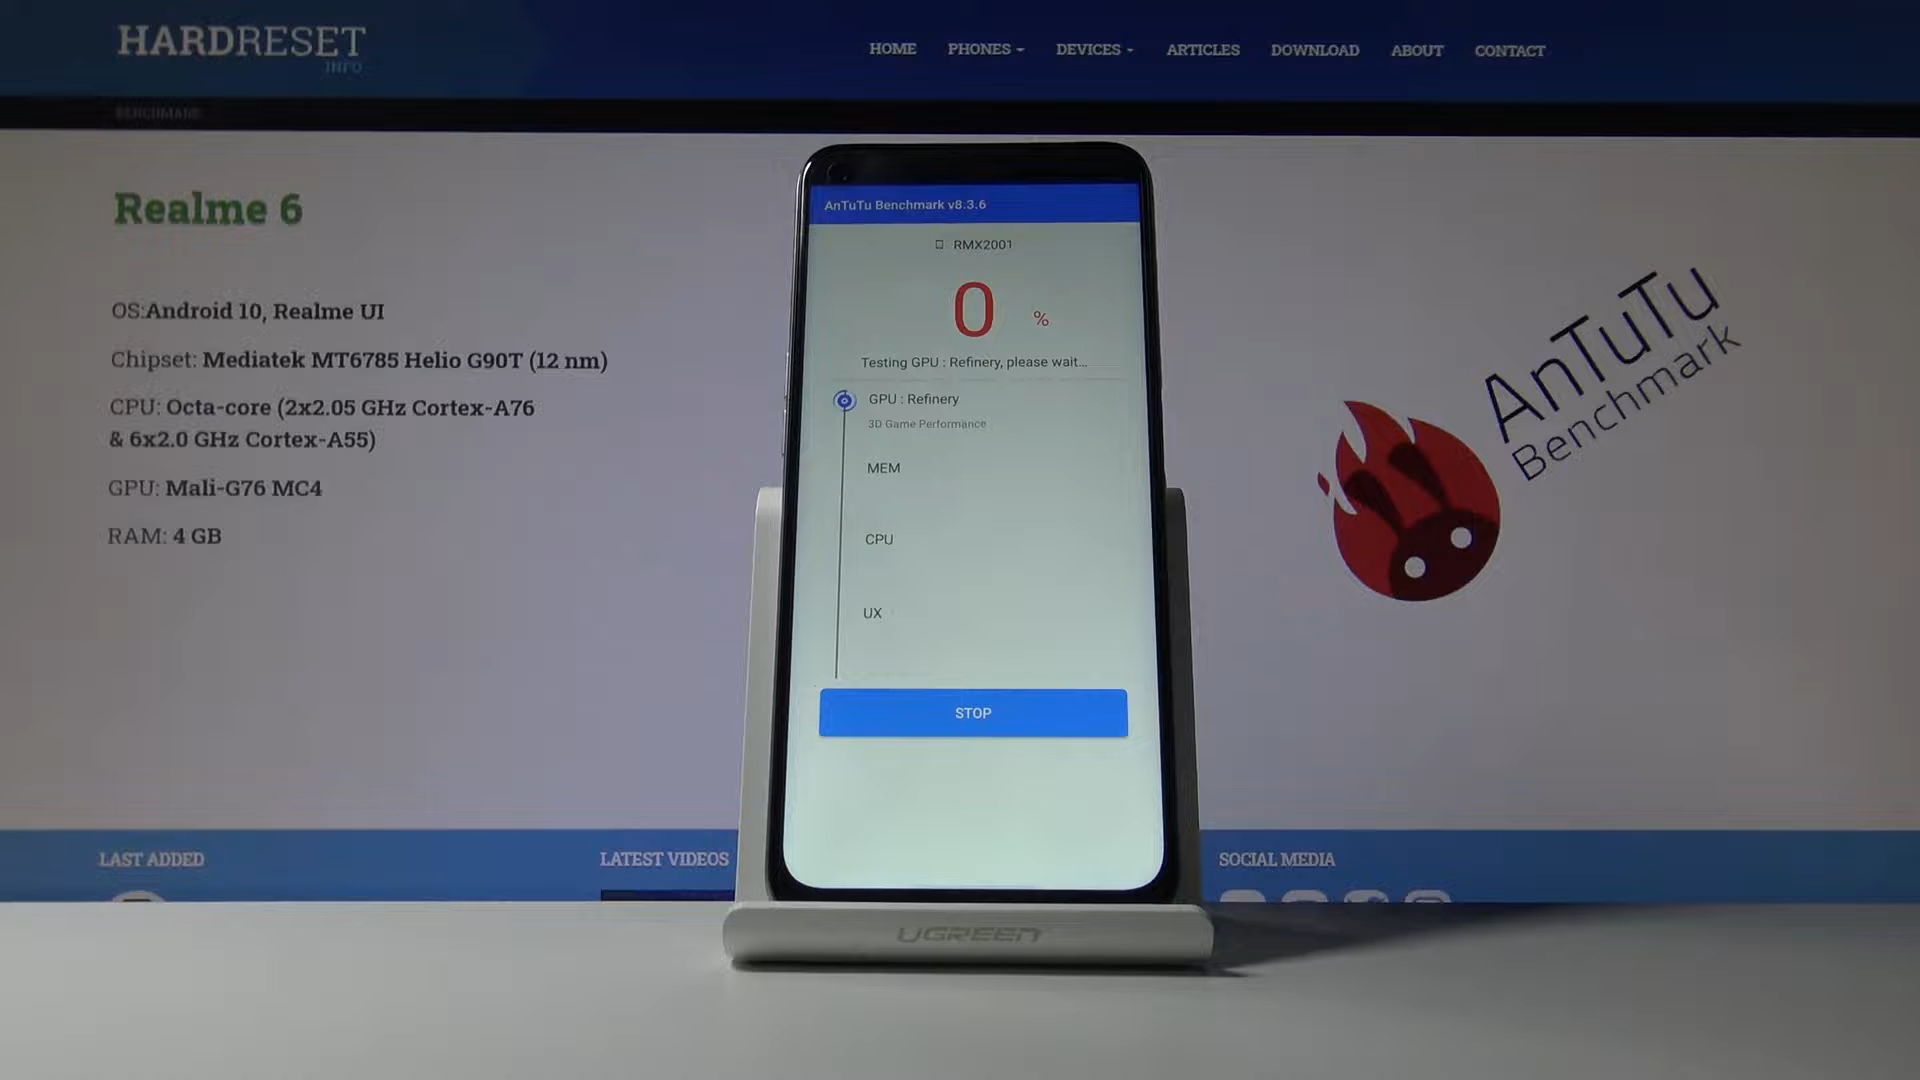 HARDRESET
INFO
HOME PHONES DEVICES ARTICLES DOWNLOAD ABOUT CONTACT
BENCHMARK
Realme 6
OS:Android 10, Realme UI
Chipset: Mediatek MT6785 Helio G90T (12 nm)
CPU: Octa-core (2x2.05 GHz Cortex-A76
& 6x2.0 GHz Cortex-A55)
GPU: Mali-G76 MC4
RAM: 4 GB
AnTuTu Benchmark v8.3.6
RMX2001
0 %
Testing GPU : Refinery, please wait...
GPU : Refinery
3D Game Performance
MEM
CPU
UX
STOP
AnTuTu
Benchmark
LAST ADDED
LATEST VIDEOS
SOCIAL MEDIA
UGREEN